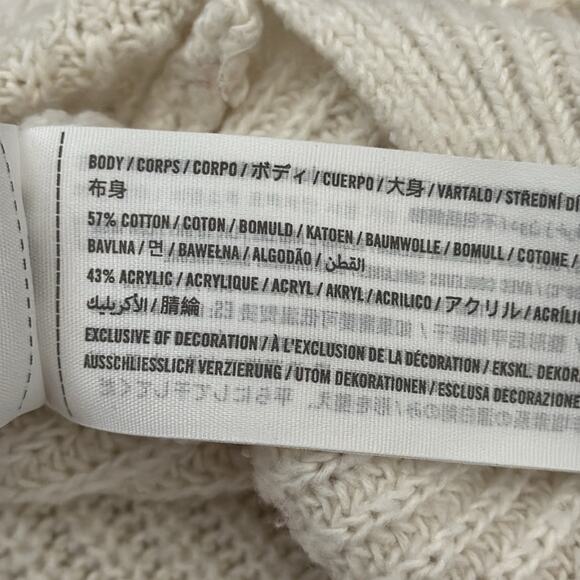 BODY / CORPS / CORPO / ボディ / CUERPO / 大身 / VARTALO / STŘEDNÍ DÍ
布身
57% COTTON / COTON / BOMULD / KATOEN / BAUMWOLLE / BOMULL / COTONE /
BAVLNA / 면 / BAWEŁNA / ALGODÃO / القطن
43% ACRYLIC / ACRYLIQUE / ACRYL / AKRYL / ACRILICO / アクリル / ACRÍLIC
الأكريليك / 腈綸
EXCLUSIVE OF DECORATION / À L'EXCLUSION DE LA DÉCORATION / EKSKL. DEKOR
AUSSCHLIESSLICH VERZIERUNG / UTOM DEKORATIONEN / ESCLUSA DECORAZIONE